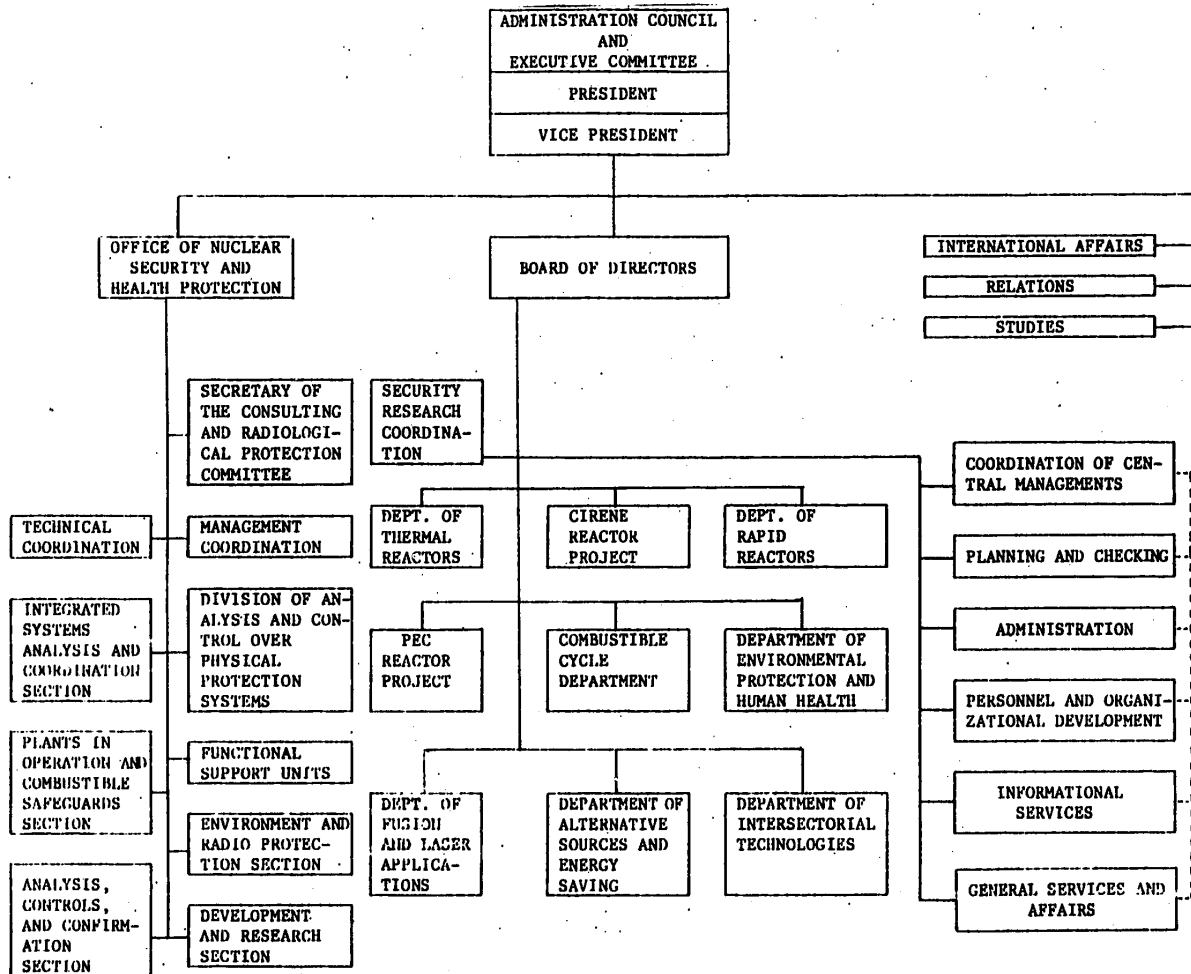 ADMINISTRATION COUNCIL
AND
EXECUTIVE COMMITTEE
PRESIDENT
VICE PRESIDENT
OFFICE OF NUCLEAR
SECURITY AND
HEALTH PROTECTION
BOARD OF DIRECTORS
INTERNATIONAL AFFAIRS
RELATIONS
STUDIES
SECRETARY OF
THE CONSULTING
AND RADIOLOGI-
CAL PROTECTION
COMMITTEE
TECHNICAL
COORDINATION
MANAGEMENT
COORDINATION
INTEGRATED
SYSTEMS
ANALYSIS AND
COORDINATION
SECTION
DIVISION OF AN-
ALYSIS AND CON-
TROL OVER
PHYSICAL
PROTECTION
SYSTEMS
PLANTS IN
OPERATION AND
COMBUSTIBLE
SAFEGUARDS
SECTION
FUNCTIONAL
SUPPORT UNITS
ENVIRONMENT AND
RADIO PROTEC-
TION SECTION
ANALYSIS,
CONTROLS,
AND CONFIRM-
ATION
SECTION
DEVELOPMENT
AND RESEARCH
SECTION
SECURITY
RESEARCH
COORDINA-
TION
DEPT. OF
THERMAL
REACTORS
CIRENE
REACTOR
PROJECT
DEPT. OF
RAPID
REACTORS
PEC
REACTOR
PROJECT
COMBUSTIBLE
CYCLE
DEPARTMENT
DEPARTMENT OF
ENVIRONMENTAL
PROTECTION AND
HUMAN HEALTH
DEPT. OF
FUSION
AND LASER
APPLICA-
TIONS
DEPARTMENT OF
ALTERNATIVE
SOURCES AND
ENERGY
SAVING
DEPARTMENT OF
INTERSECTORIAL
TECHNOLOGIES
COORDINATION OF CEN-
TRAL MANAGEMENTS
PLANNING AND CHECKING
ADMINISTRATION
PERSONNEL AND ORGANI-
ZATIONAL DEVELOPMENT
INFORMATIONAL
SERVICES
GENERAL SERVICES AND
AFFAIRS